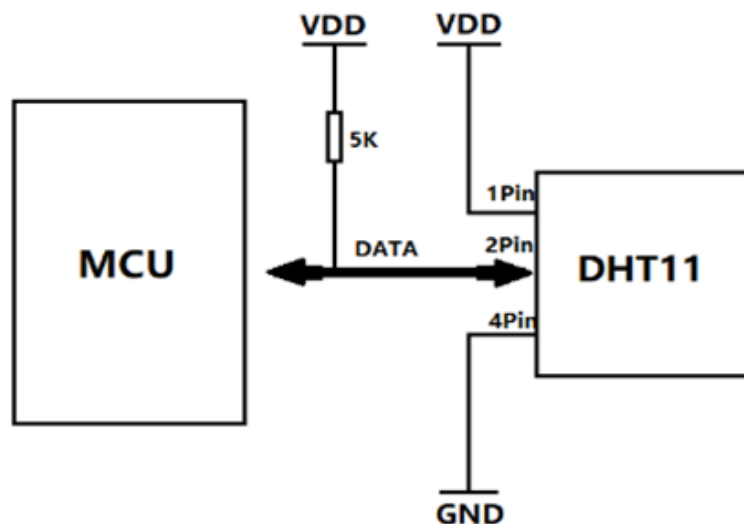 VDD
VDD
5K
1Pin
DATA
2Pin
MCU
DHT11
4Pin
GND